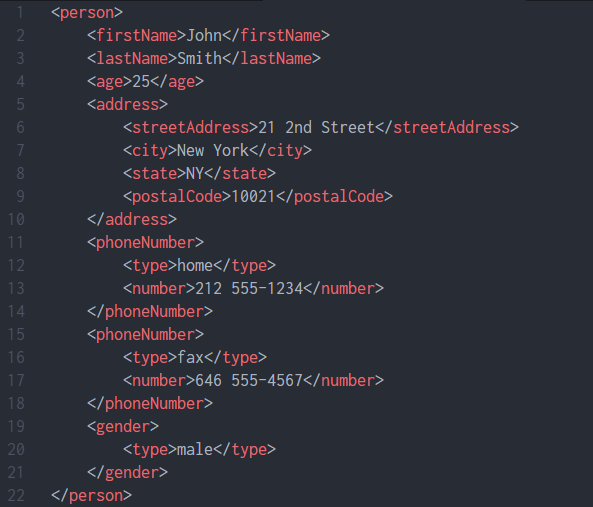 1 <person>
2     <firstName>John</firstName>
3     <lastName>Smith</lastName>
4     <age>25</age>
5     <address>
6         <streetAddress>21 2nd Street</streetAddress>
7         <city>New York</city>
8         <state>NY</state>
9         <postalCode>10021</postalCode>
10     </address>
11     <phoneNumber>
12         <type>home</type>
13         <number>212 555-1234</number>
14     </phoneNumber>
15     <phoneNumber>
16         <type>fax</type>
17         <number>646 555-4567</number>
18     </phoneNumber>
19     <gender>
20         <type>male</type>
21     </gender>
22 </person>